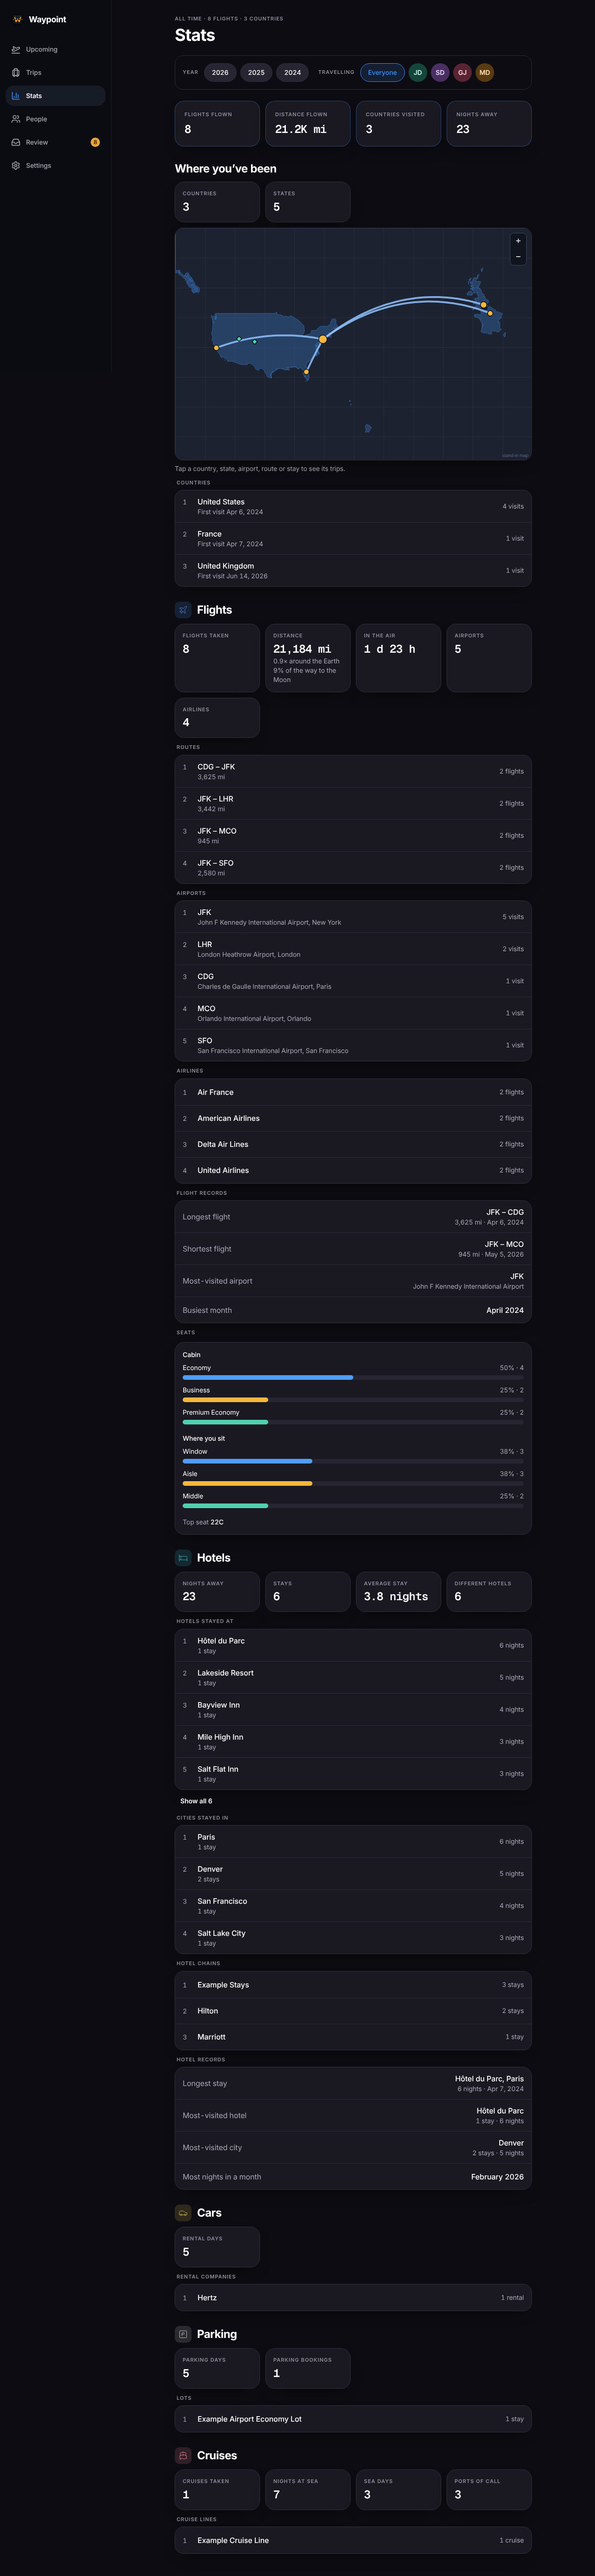 Waypoint
Upcoming
Trips
Stats
People
Review
8
Settings
ALL TIME · 8 FLIGHTS · 3 COUNTRIES
Stats
YEAR 2026 2025 2024 TRAVELLING Everyone JD SD GJ MD
FLIGHTS FLOWN
8
DISTANCE FLOWN
21.2K mi
COUNTRIES VISITED
3
NIGHTS AWAY
23
Where you’ve been
COUNTRIES
3
STATES
5
+
−
Tap a country, state, airport, route or stay to see its trips.
COUNTRIES
1 United States 4 visits
First visit Apr 6, 2024
2 France 1 visit
First visit Apr 7, 2024
3 United Kingdom 1 visit
First visit Jun 14, 2026
Flights
FLIGHTS TAKEN
8
DISTANCE
21,184 mi
0.9× around the Earth
9% of the way to the
Moon
IN THE AIR
1 d 23 h
AIRPORTS
5
AIRLINES
4
ROUTES
1 CDG – JFK 2 flights
3,625 mi
2 JFK – LHR 2 flights
3,442 mi
3 JFK – MCO 2 flights
945 mi
4 JFK – SFO 2 flights
2,580 mi
AIRPORTS
1 JFK 5 visits
John F Kennedy International Airport, New York
2 LHR 2 visits
London Heathrow Airport, London
3 CDG 1 visit
Charles de Gaulle International Airport, Paris
4 MCO 1 visit
Orlando International Airport, Orlando
5 SFO 1 visit
San Francisco International Airport, San Francisco
AIRLINES
1 Air France 2 flights
2 American Airlines 2 flights
3 Delta Air Lines 2 flights
4 United Airlines 2 flights
FLIGHT RECORDS
Longest flight JFK – CDG
3,625 mi · Apr 6, 2024
Shortest flight JFK – MCO
945 mi · May 5, 2026
Most-visited airport JFK
John F Kennedy International Airport
Busiest month April 2024
SEATS
Cabin
Economy 50% · 4
Business 25% · 2
Premium Economy 25% · 2
Where you sit
Window 38% · 3
Aisle 38% · 3
Middle 25% · 2
Top seat 22C
Hotels
NIGHTS AWAY
23
STAYS
6
AVERAGE STAY
3.8 nights
DIFFERENT HOTELS
6
HOTELS STAYED AT
1 Hôtel du Parc 6 nights
1 stay
2 Lakeside Resort 5 nights
1 stay
3 Bayview Inn 4 nights
1 stay
4 Mile High Inn 3 nights
1 stay
5 Salt Flat Inn 3 nights
1 stay
Show all 6
CITIES STAYED IN
1 Paris 6 nights
1 stay
2 Denver 5 nights
2 stays
3 San Francisco 4 nights
1 stay
4 Salt Lake City 3 nights
1 stay
HOTEL CHAINS
1 Example Stays 3 stays
2 Hilton 2 stays
3 Marriott 1 stay
HOTEL RECORDS
Longest stay Hôtel du Parc, Paris
6 nights · Apr 7, 2024
Most-visited hotel Hôtel du Parc
1 stay · 6 nights
Most-visited city Denver
2 stays · 5 nights
Most nights in a month February 2026
Cars
RENTAL DAYS
5
RENTAL COMPANIES
1 Hertz 1 rental
Parking
PARKING DAYS
5
PARKING BOOKINGS
1
LOTS
1 Example Airport Economy Lot 1 stay
Cruises
CRUISES TAKEN
1
NIGHTS AT SEA
7
SEA DAYS
3
PORTS OF CALL
3
CRUISE LINES
1 Example Cruise Line 1 cruise